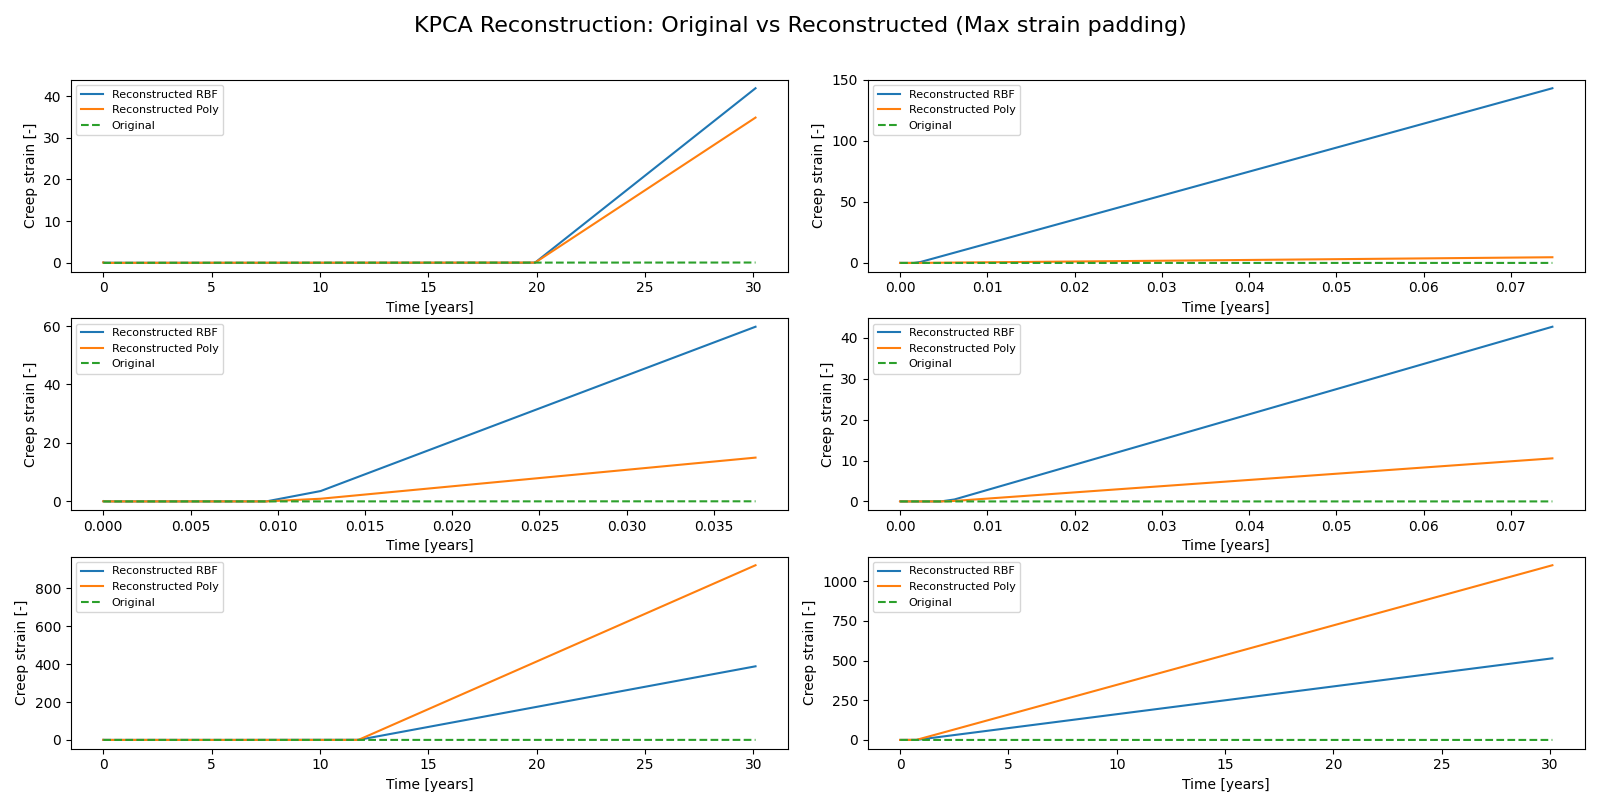 KPCA Reconstruction: Original vs Reconstructed (Max strain padding)
Creep strain [-]
40
30
20
10
0
Reconstructed RBF
Reconstructed Poly
Original
0 5 10 15 20 25 30
Time [years]
Creep strain [-]
150
100
50
0
Reconstructed RBF
Reconstructed Poly
Original
0.00 0.01 0.02 0.03 0.04 0.05 0.06 0.07
Time [years]
Creep strain [-]
60
40
20
0
Reconstructed RBF
Reconstructed Poly
Original
0.000 0.005 0.010 0.015 0.020 0.025 0.030 0.035
Time [years]
Creep strain [-]
40
30
20
10
0
Reconstructed RBF
Reconstructed Poly
Original
0.00 0.01 0.02 0.03 0.04 0.05 0.06 0.07
Time [years]
Creep strain [-]
800
600
400
200
0
Reconstructed RBF
Reconstructed Poly
Original
0 5 10 15 20 25 30
Time [years]
Creep strain [-]
1000
750
500
250
0
Reconstructed RBF
Reconstructed Poly
Original
0 5 10 15 20 25 30
Time [years]